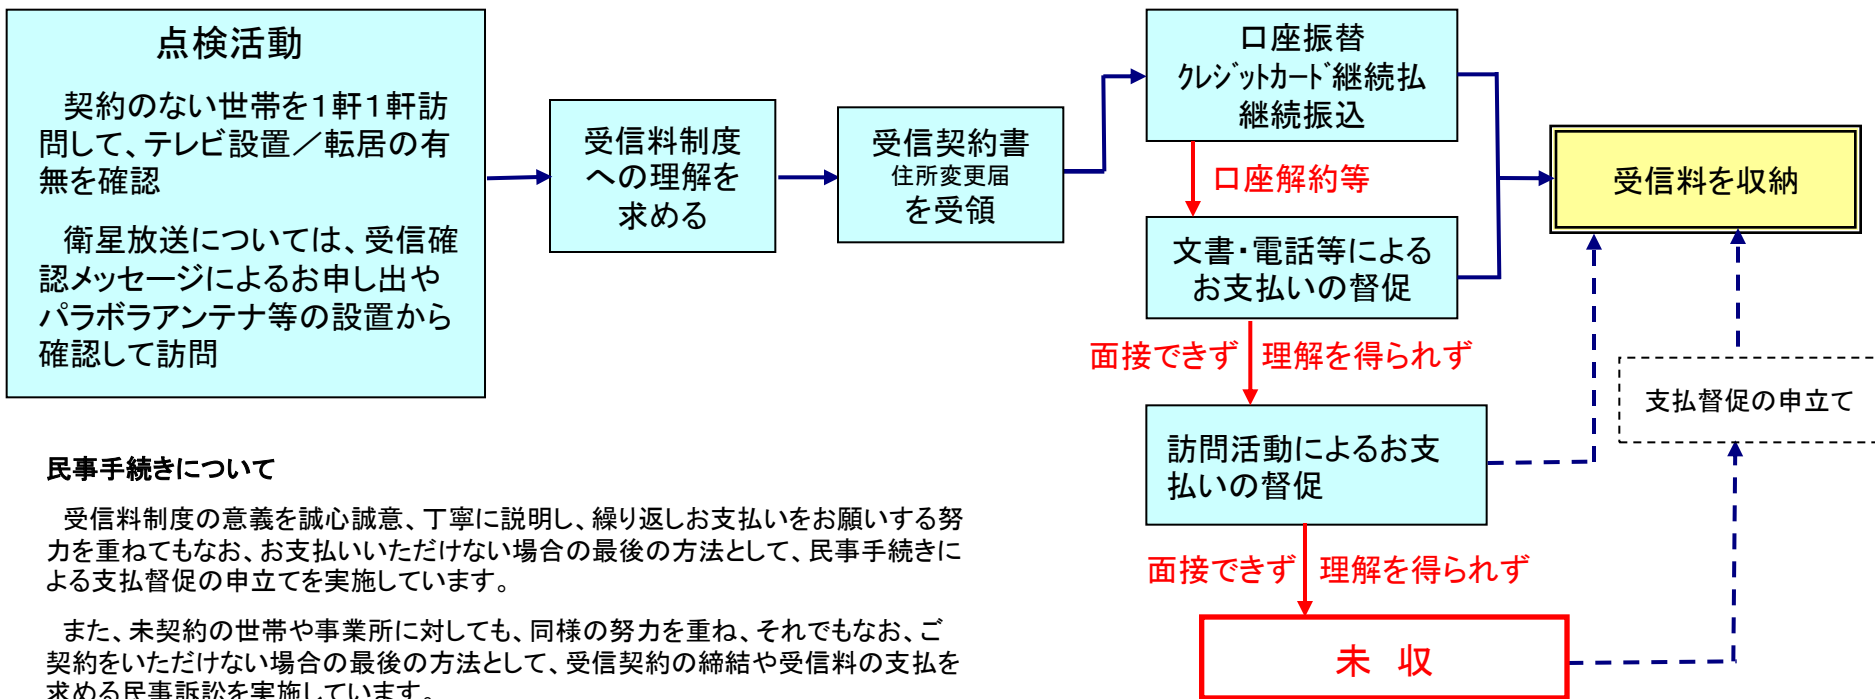 点検活動
契約のない世帯を1軒1軒訪
問して、テレビ設置／転居の有
無を確認
衛星放送については、受信確
認メッセージによるお申し出や
パラボラアンテナ等の設置から
確認して訪問
受信料制度
への理解を
求める
受信契約書
住所変更届
を受領
口座振替
ｸﾚｼﾞｯﾄｶｰﾄﾞ継続払
継続振込
口座解約等
文書・電話等による
お支払いの督促
面接できず 理解を得られず
訪問活動によるお支
払いの督促
面接できず 理解を得られず
未 収
受信料を収納
支払督促の申立て
民事手続きについて
受信料制度の意義を誠心誠意、丁寧に説明し、繰り返しお支払いをお願いする努
力を重ねてもなお、お支払いいただけない場合の最後の方法として、民事手続きに
よる支払督促の申立てを実施しています。
また、未契約の世帯や事業所に対しても、同様の努力を重ね、それでもなお、ご
契約をいただけない場合の最後の方法として、受信契約の締結や受信料の支払を
求める民事訴訟を実施しています。